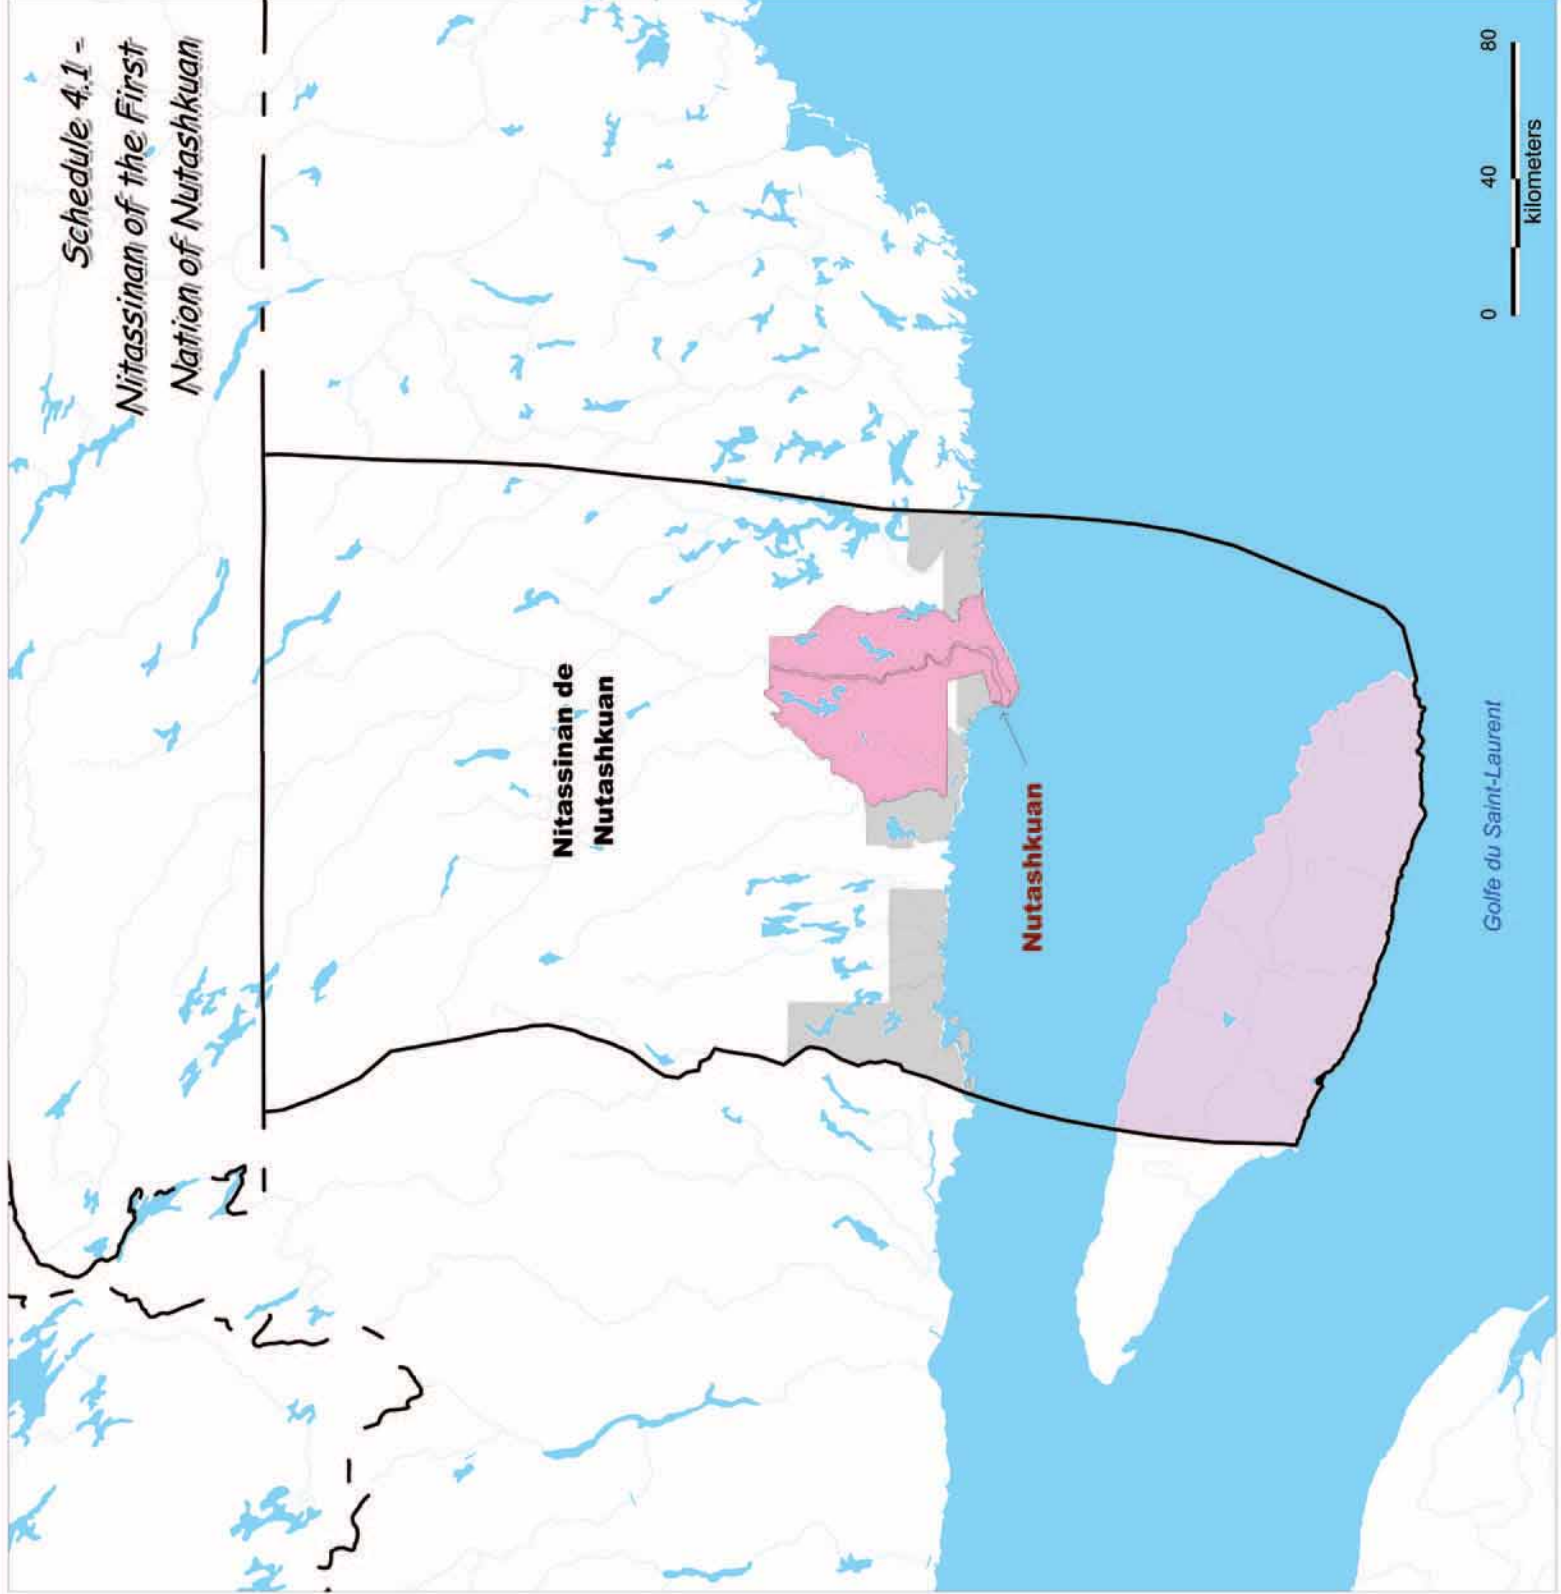 Schedule 4.1 -
Nitassinan of the First
Nation of Nutashkuan
Nitassinan de
Nutashkuan
Nutashkuan
Golfe du Saint-Laurent
0 40 80
kilometers